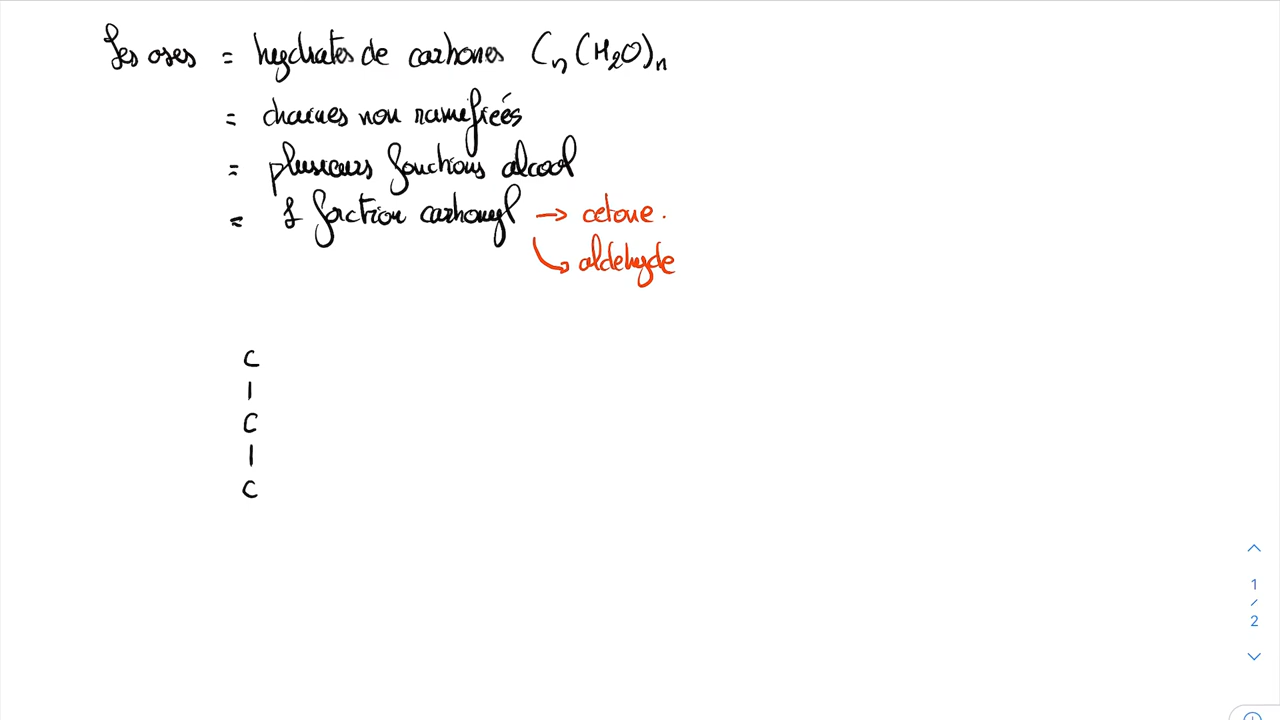 Les oses = hydrates de carbones Cn(H2O)n
= chaines non ramifiées
= plusieurs fonctions alcool
= 1 fonction carbonyl → cetone.
↳ aldehyde
C
|
C
|
C
1
/
2